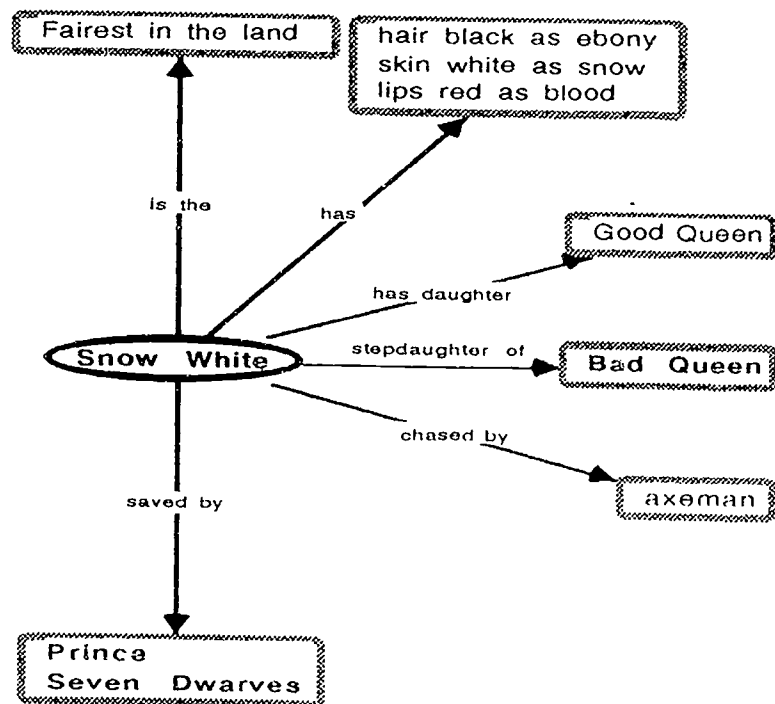 Fairest in the land
hair black as ebony
skin white as snow
lips red as blood
is the
has
Good Queen
has daughter
Snow White
stepdaughter of
Bad Queen
chased by
axeman
saved by
Prince
Seven Dwarves